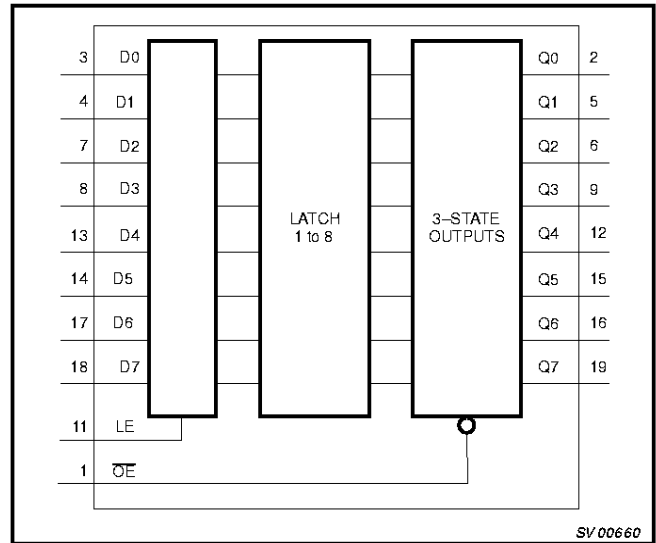 3 D0 Q0 2
4 D1 Q1 5
7 D2 Q2 6
8 D3 Q3 9
LATCH
1 to 8
3–STATE
OUTPUTS
13 D4 Q4 12
14 D5 Q5 15
17 D6 Q6 16
18 D7 Q7 19
11 LE
1 O̅E̅
SV00660